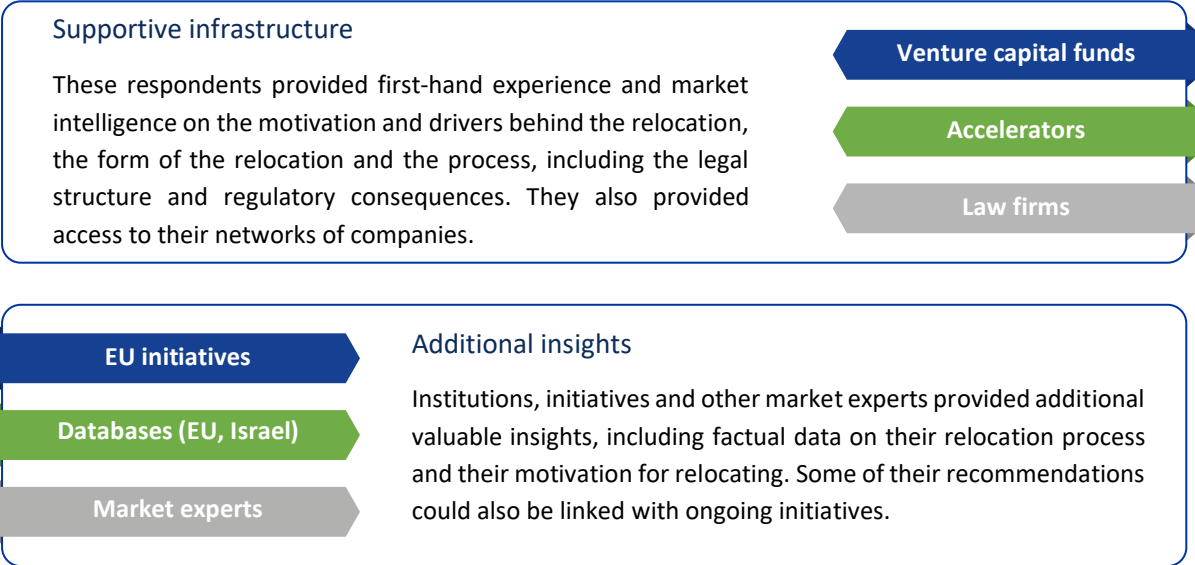 Supportive infrastructure
These respondents provided first-hand experience and market
intelligence on the motivation and drivers behind the relocation,
the form of the relocation and the process, including the legal
structure and regulatory consequences. They also provided
access to their networks of companies.
Venture capital funds
Accelerators
Law firms
EU initiatives
Databases (EU, Israel)
Market experts
Additional insights
Institutions, initiatives and other market experts provided additional
valuable insights, including factual data on their relocation process
and their motivation for relocating. Some of their recommendations
could also be linked with ongoing initiatives.